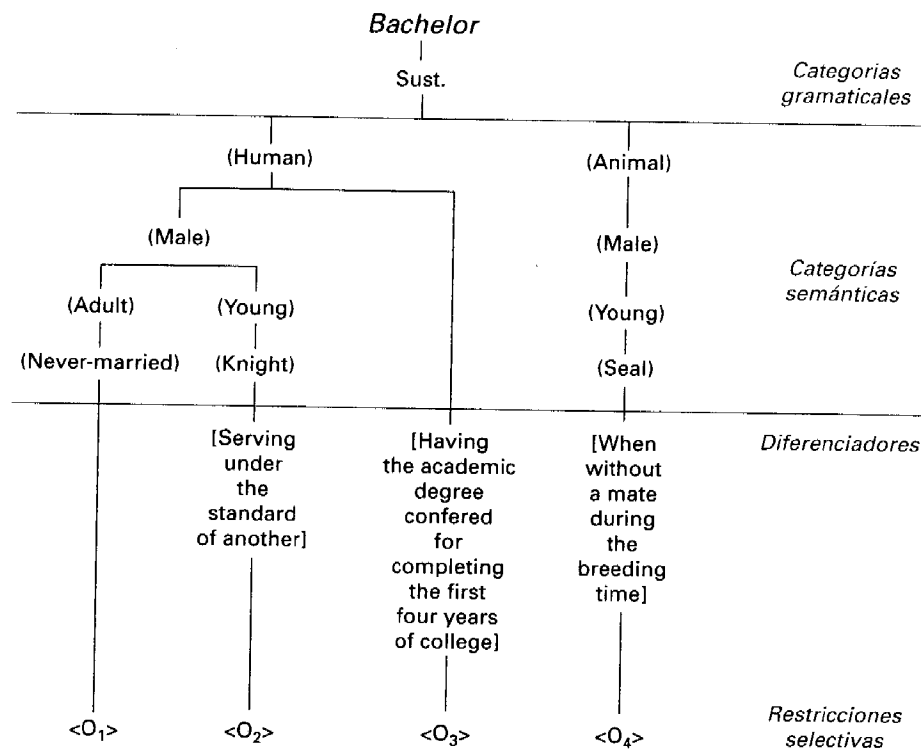 Bachelor
Sust.
Categorias
gramaticales
(Human)
(Animal)
(Male)
(Male)
(Adult)
(Young)
(Young)
Categorías
semánticas
(Never-married)
(Knight)
(Seal)
[Serving
under
the
standard
of another]
[Having
the academic
degree
confered
for
completing
the first
four years
of college]
[When
without
a mate
during
the
breeding
time]
Diferenciadores
<O₁>
<O₂>
<O₃>
<O₄>
Restricciones
selectivas